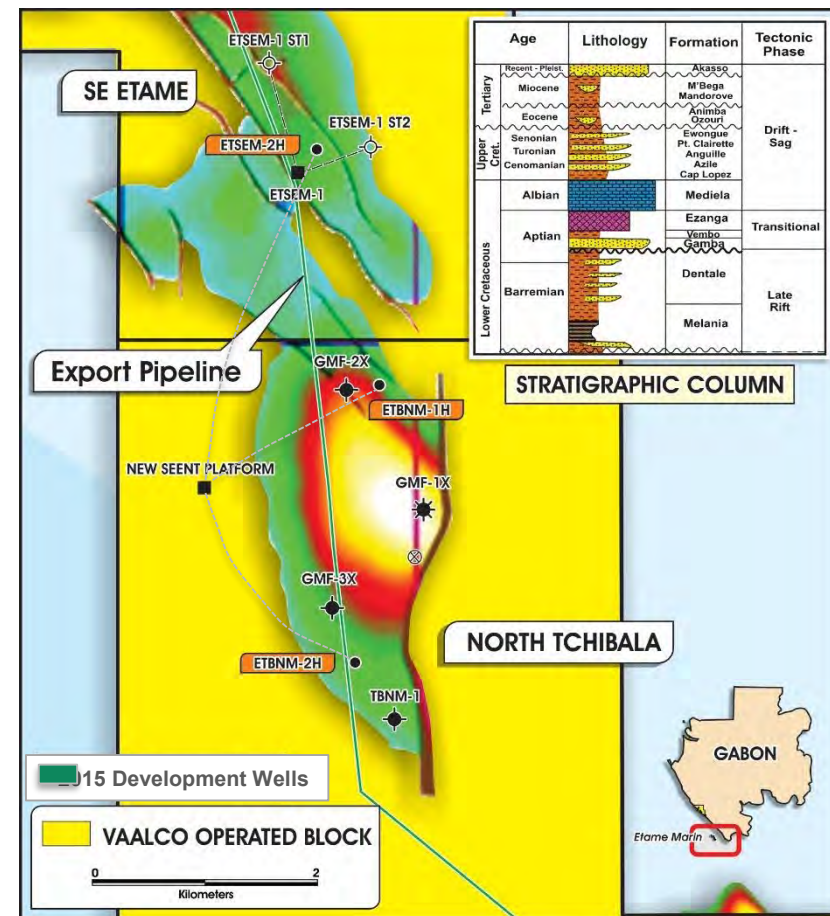 ETSEM-1 ST1
SE ETAME
ETSEM-1 ST2
ETSEM-2H
ETSEM-1
Export Pipeline
GMF-2X
ETBNM-1H
NEW SEENT PLATFORM
GMF-1X
GMF-3X
NORTH TCHIBALA
ETBNM-2H
TBNM-1
Age
Lithology
Formation
Tectonic
Phase
Tertiary
Recent - Pleist.
Akasso
Miocene
M'Bega
Mandorove
Eocene
Animba
Ozouri
Drift -
Sag
Upper
Cret.
Senonian
Ewongue
Turonian
Pt. Clairette
Anguille
Cenomanian
Azile
Cap Lopez
Lower Cretaceous
Albian
Mediela
Aptian
Ezanga
Transitional
Vembo
Gamba
Barremian
Dentale
Late
Rift
Melania
STRATIGRAPHIC COLUMN
015 Development Wells
VAALCO OPERATED BLOCK
0 2
Kilometers
GABON
Etame Marin